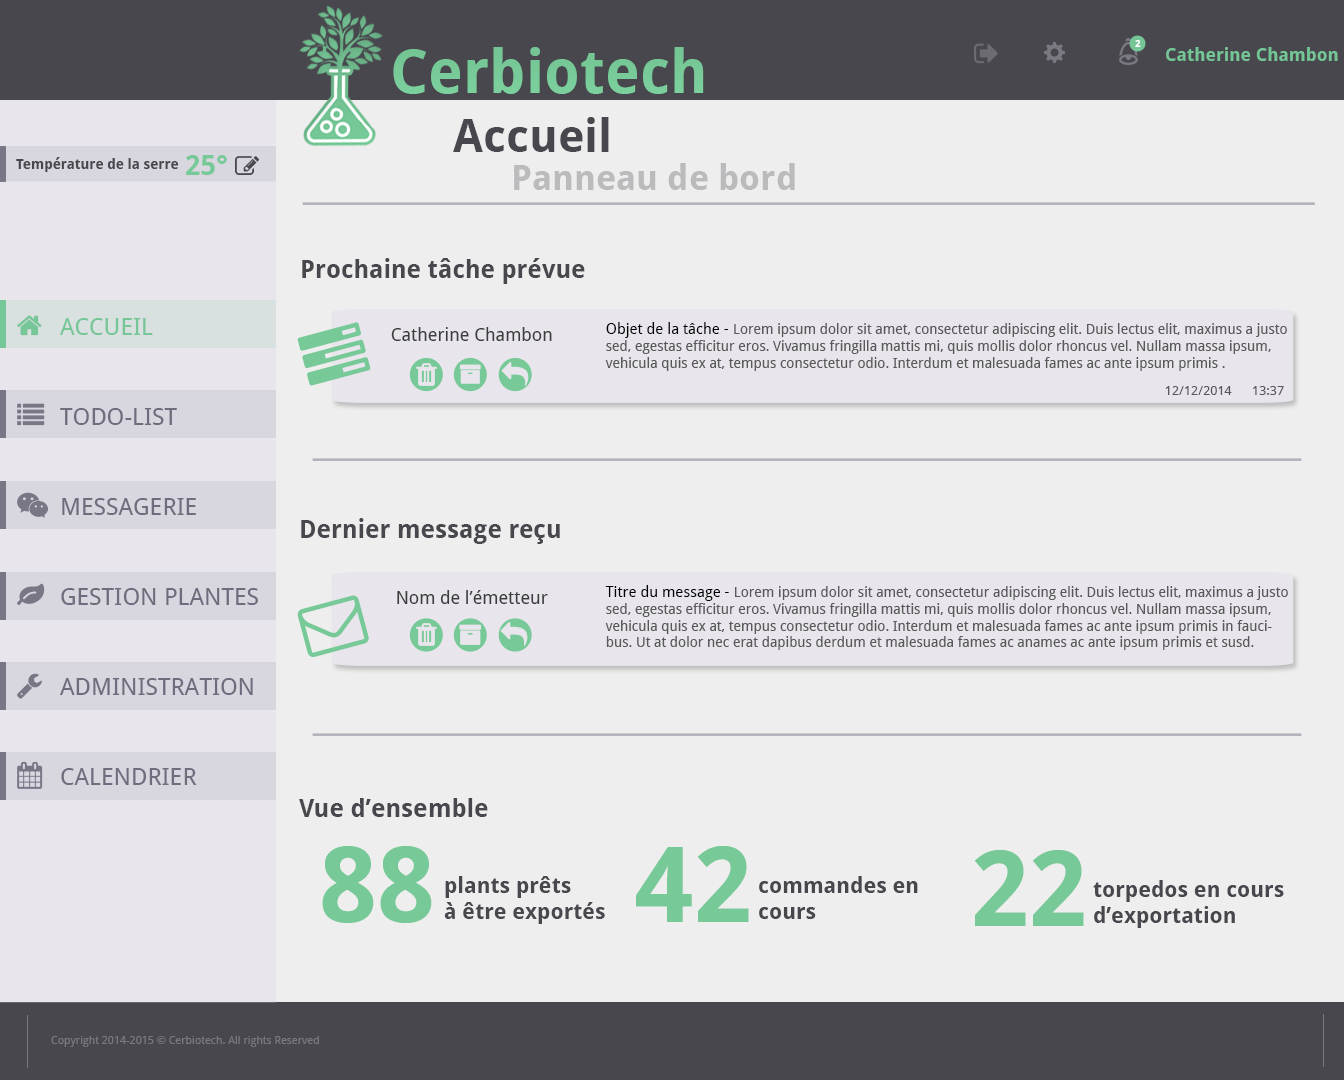 Cerbiotech
2
Catherine Chambon
Accueil
Panneau de bord
Température de la serre 25°
ACCUEIL
TODO-LIST
MESSAGERIE
GESTION PLANTES
ADMINISTRATION
CALENDRIER
Prochaine tâche prévue
Catherine Chambon
Objet de la tâche - Lorem ipsum dolor sit amet, consectetur adipiscing elit. Duis lectus elit, maximus a justo
sed, egestas efficitur eros. Vivamus fringilla mattis mi, quis mollis dolor rhoncus vel. Nullam massa ipsum,
vehicula quis ex at, tempus consectetur odio. Interdum et malesuada fames ac ante ipsum primis .
12/12/2014 13:37
Dernier message reçu
Nom de l’émetteur
Titre du message - Lorem ipsum dolor sit amet, consectetur adipiscing elit. Duis lectus elit, maximus a justo
sed, egestas efficitur eros. Vivamus fringilla mattis mi, quis mollis dolor rhoncus vel. Nullam massa ipsum,
vehicula quis ex at, tempus consectetur odio. Interdum et malesuada fames ac ante ipsum primis in fauci-
bus. Ut at dolor nec erat dapibus derdum et malesuada fames ac anames ac ante ipsum primis et susd.
Vue d’ensemble
88 plants prêts
à être exportés
42 commandes en
cours
22 torpedos en cours
d’exportation
Copyright 2014-2015 © Cerbiotech. All rights Reserved